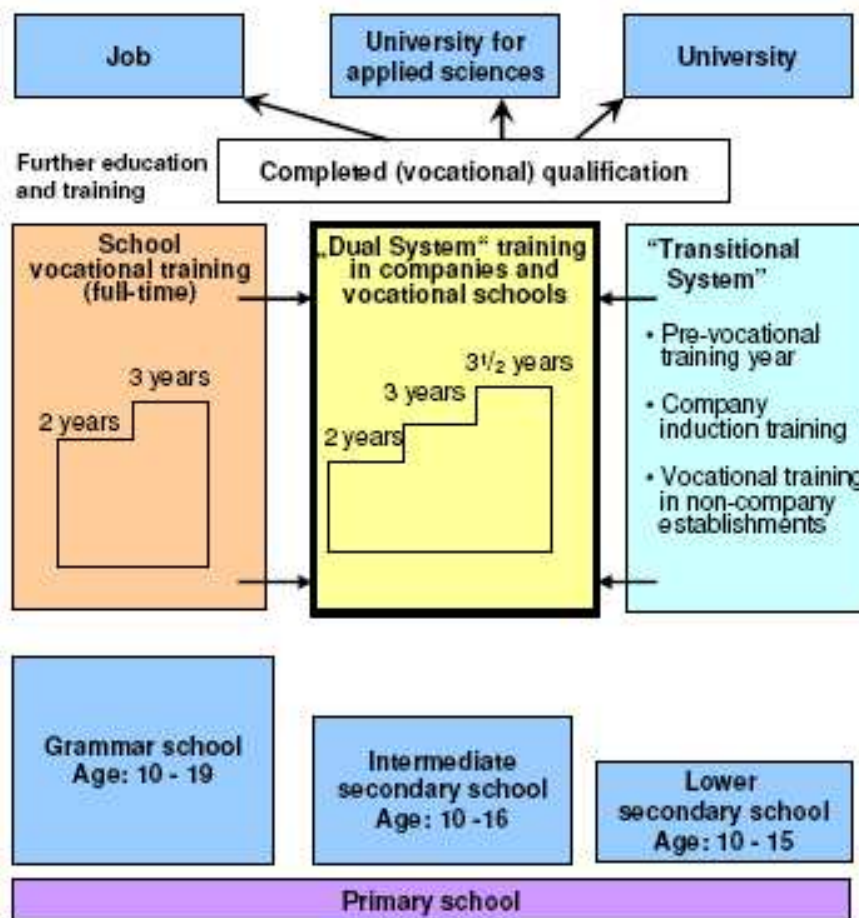 Job
University for
applied sciences
University
Further education
and training
Completed (vocational) qualification
School
vocational training
(full-time)
3 years
2 years
„Dual System“ training
in companies and
vocational schools
3½ years
3 years
2 years
“Transitional
System”
• Pre-vocational
training year
• Company
induction training
• Vocational training
in non-company
establishments
Grammar school
Age: 10 - 19
Intermediate
secondary school
Age: 10 -16
Lower
secondary school
Age: 10 - 15
Primary school